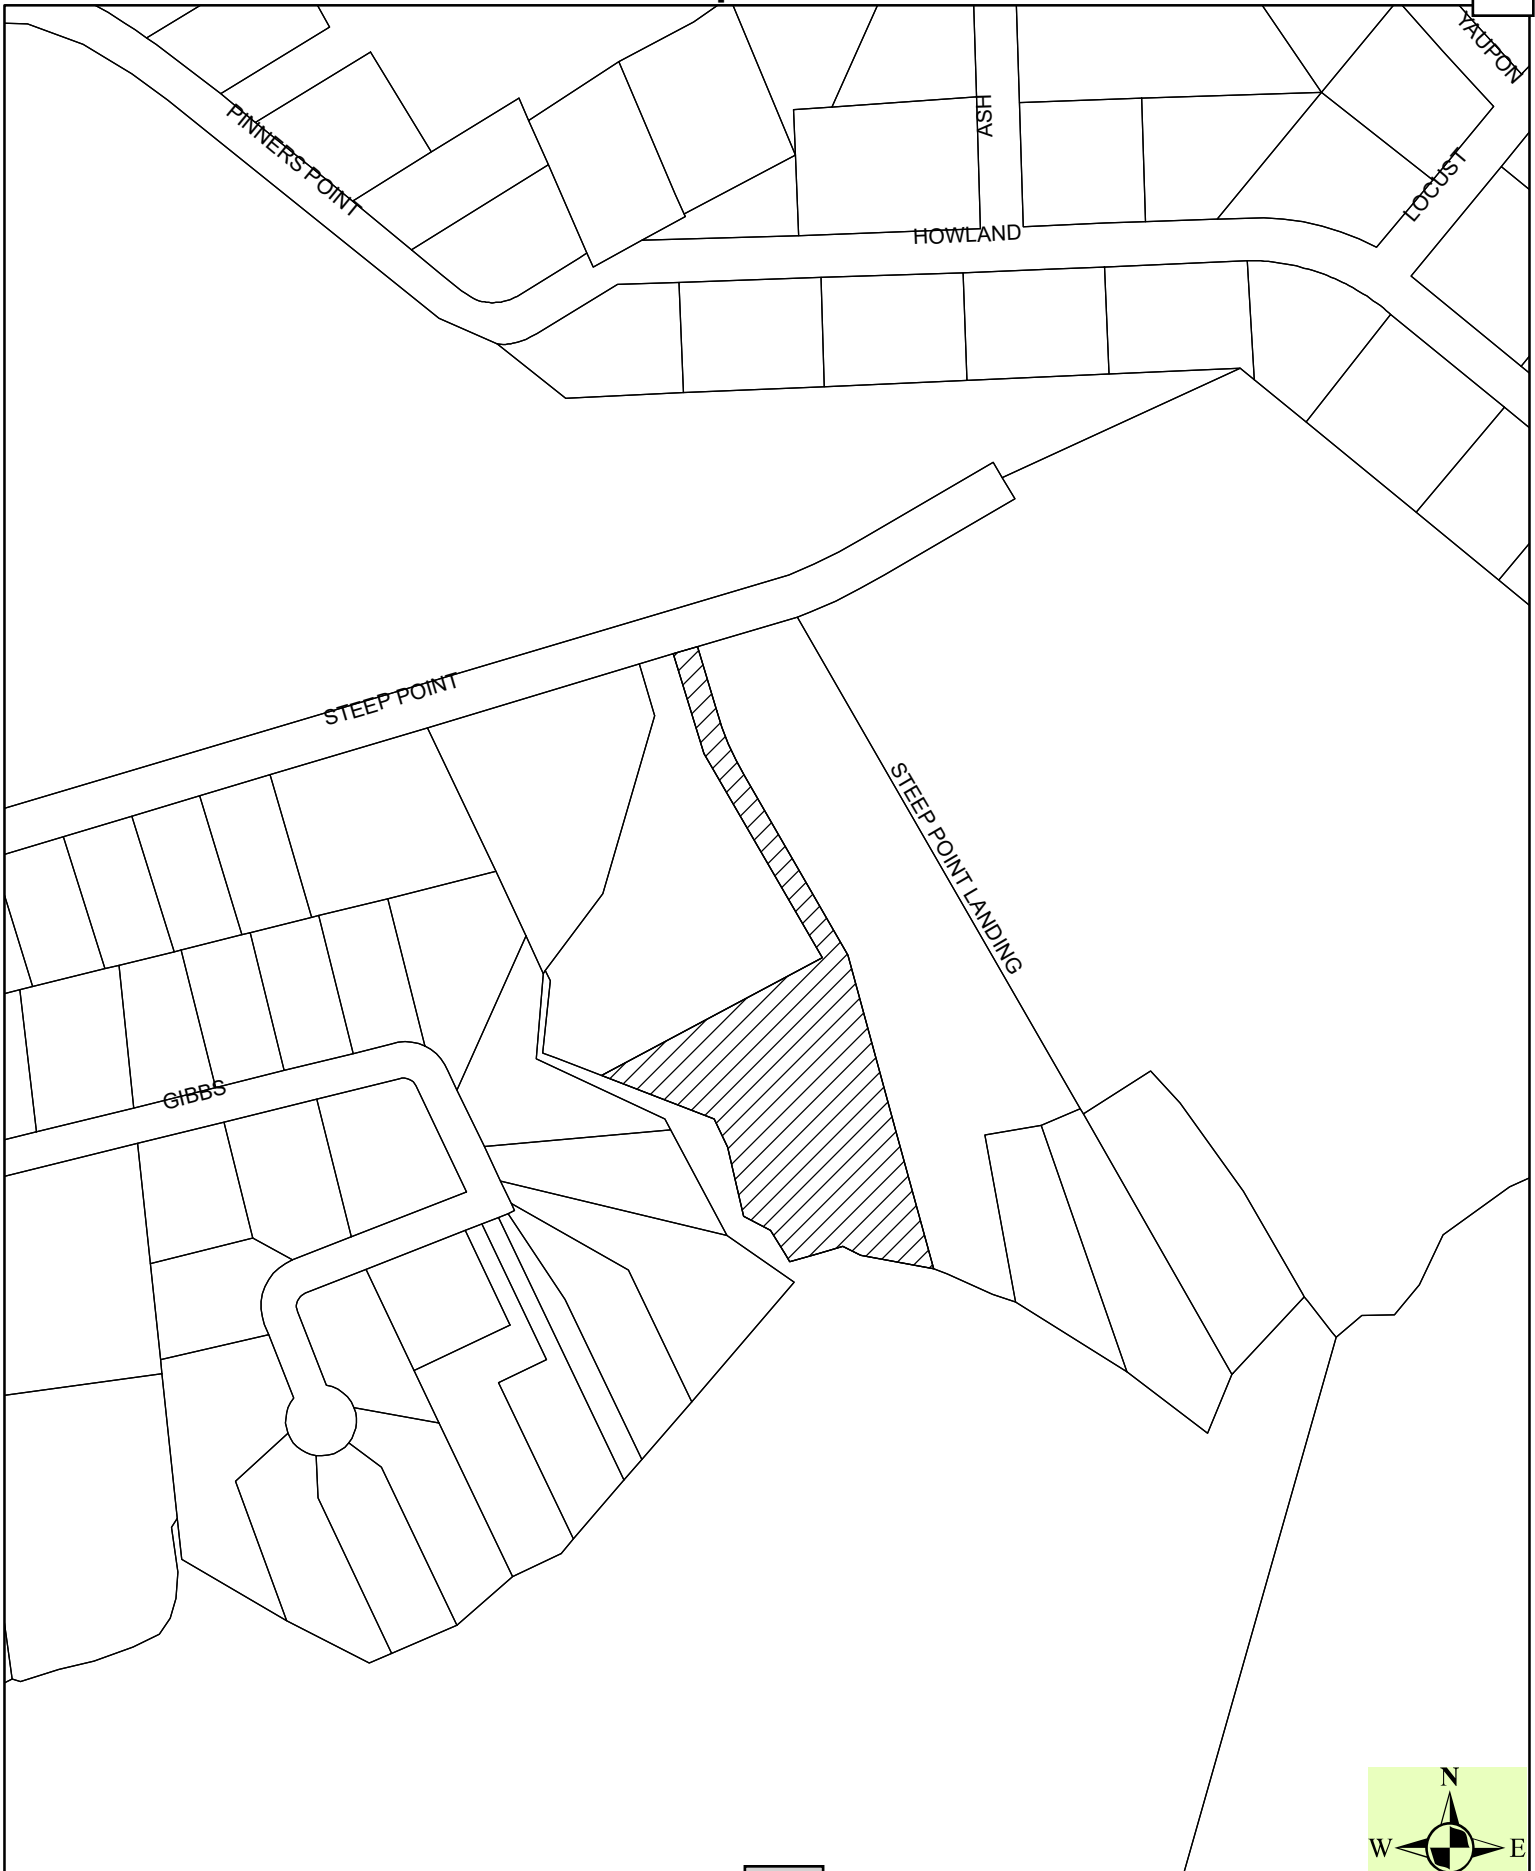 YAUPON
ASH
PINNERS POINT
LOCUST
HOWLAND
STEEP POINT
STEEP POINT LANDING
GIBBS
N
W E